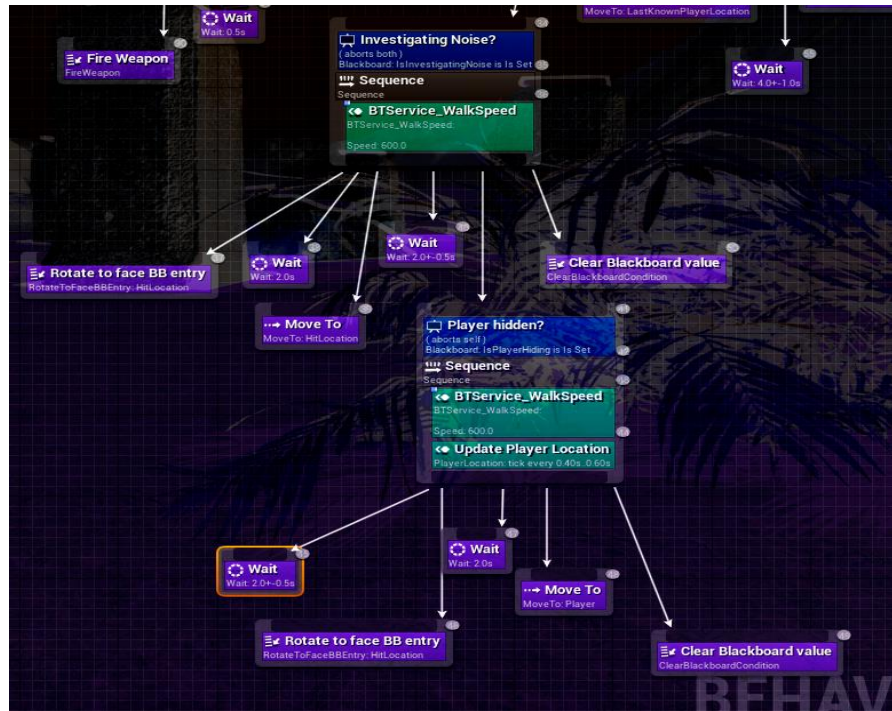 MoveTo: LastKnownPlayerLocation
Wait
Wait: 0.5s
Fire Weapon
FireWeapon
Investigating Noise?
( aborts both )
Blackboard: IsInvestigatingNoise is Is Set
Sequence
Sequence
BTService_WalkSpeed
BTService_WalkSpeed:
Speed: 600.0
Wait
Wait: 4.0+-1.0s
Rotate to face BB entry
RotateToFaceBBEntry: HitLocation
Wait
Wait: 2.0s
Move To
MoveTo: HitLocation
Wait
Wait: 2.0+-0.5s
Clear Blackboard value
ClearBlackboardCondition
Player hidden?
( aborts self )
Blackboard: IsPlayerHiding is Is Set
Sequence
Sequence
BTService_WalkSpeed
BTService_WalkSpeed:
Speed: 600.0
Update Player Location
PlayerLocation: tick every 0.40s..0.60s
Wait
Wait: 2.0+-0.5s
Rotate to face BB entry
RotateToFaceBBEntry: HitLocation
Wait
Wait: 2.0s
Move To
MoveTo: Player
Clear Blackboard value
ClearBlackboardCondition
BEHAV